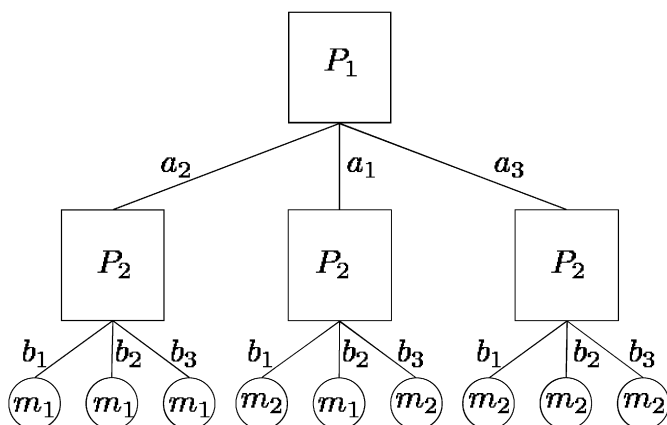 P₁
a₂ a₁ a₃
P₂ P₂ P₂
b₁ b₂ b₃ b₁ b₂ b₃ b₁ b₂ b₃
m₁ m₁ m₁ m₂ m₁ m₂ m₂ m₂ m₂